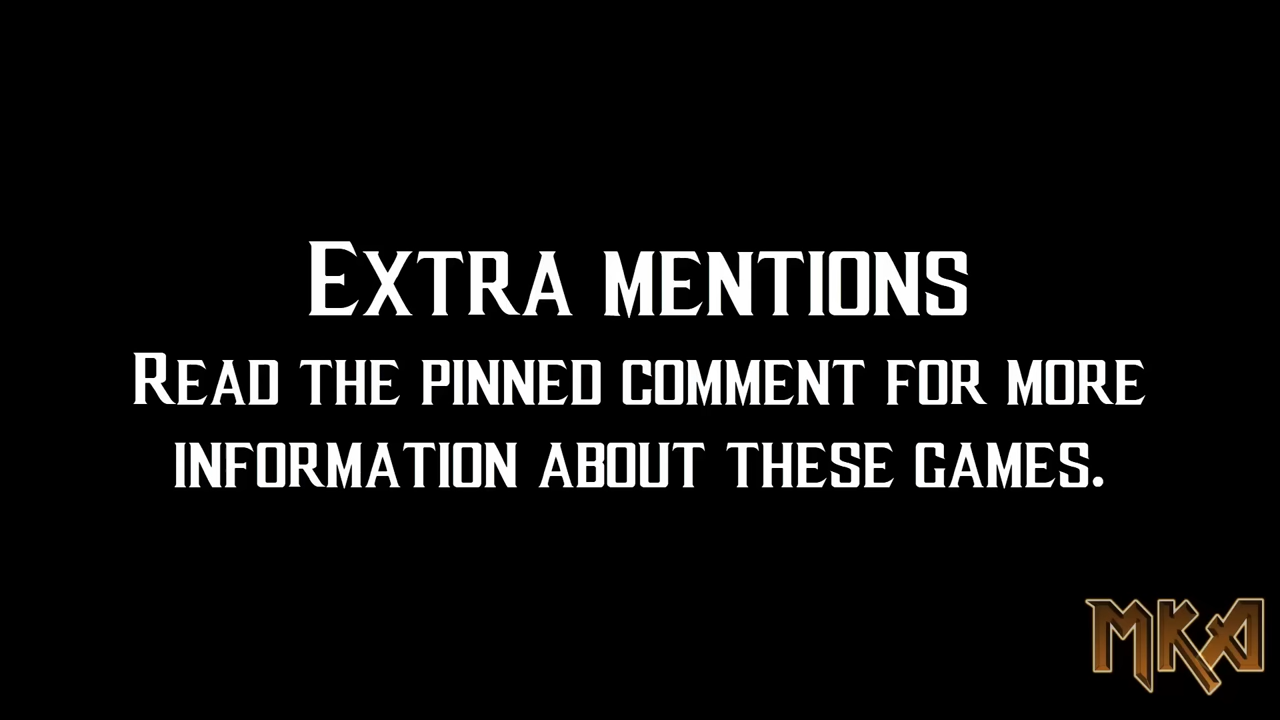 Extra mentions
Read the pinned comment for more
information about these games.
MKA